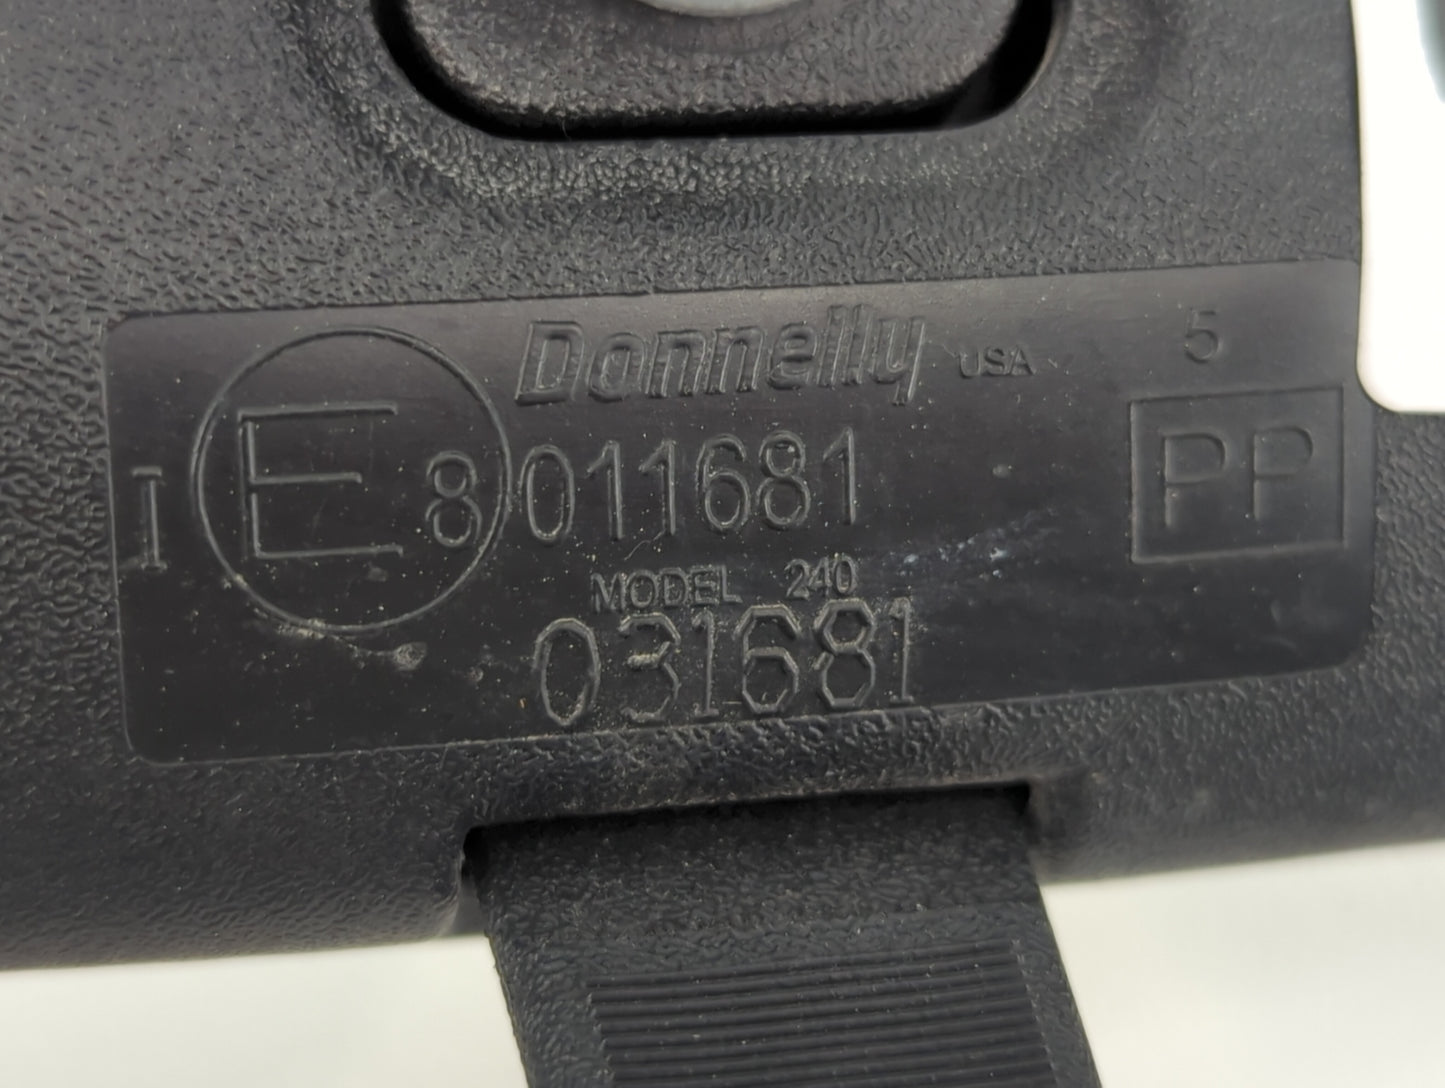 Donnelly USA 5
I E 8 011681 PP
MODEL 240
031681